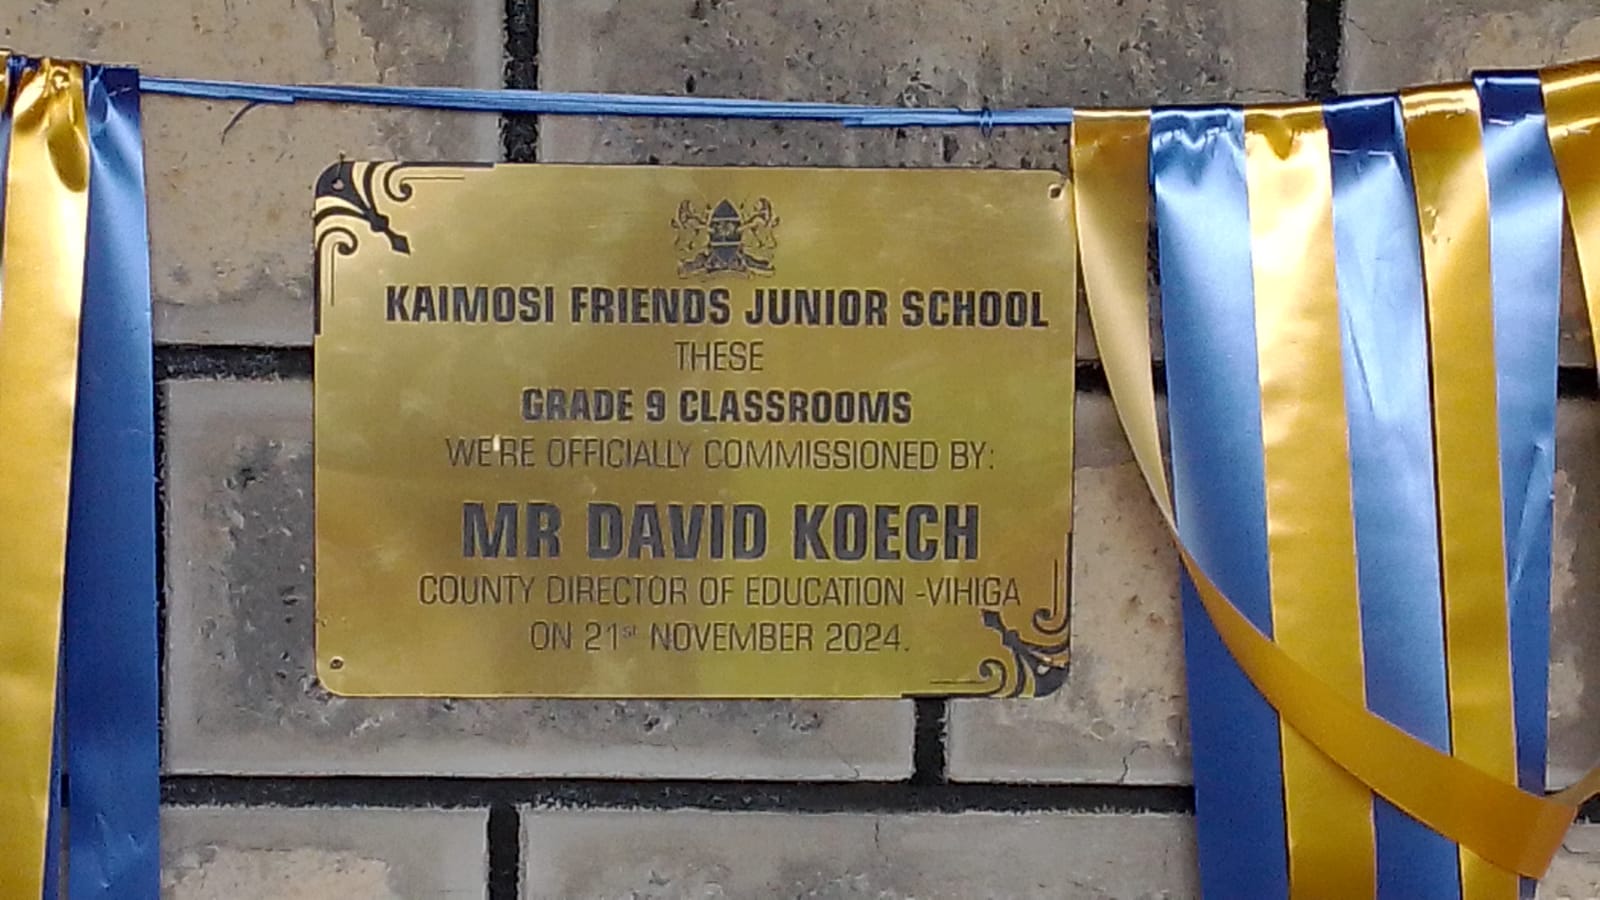 KAIMOSI FRIENDS JUNIOR SCHOOL
THESE
GRADE 9 CLASSROOMS
WE'RE OFFICIALLY COMMISSIONED BY:
MR DAVID KOECH
COUNTY DIRECTOR OF EDUCATION -VIHIGA
ON 21st NOVEMBER 2024.